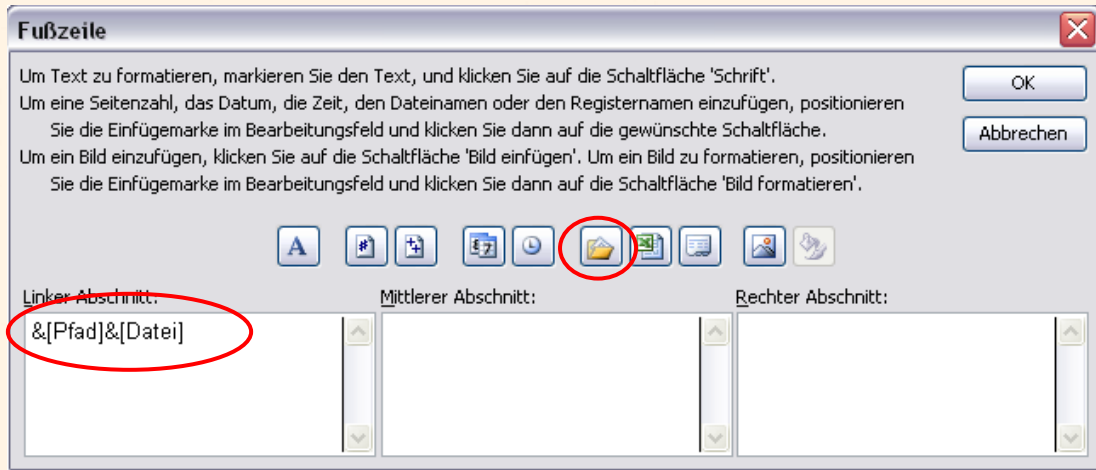 Fußzeile
Um Text zu formatieren, markieren Sie den Text, und klicken Sie auf die Schaltfläche 'Schrift'.
Um eine Seitenzahl, das Datum, die Zeit, den Dateinamen oder den Registernamen einzufügen, positionieren
Sie die Einfügemarke im Bearbeitungsfeld und klicken Sie dann auf die gewünschte Schaltfläche.
Um ein Bild einzufügen, klicken Sie auf die Schaltfläche 'Bild einfügen'. Um ein Bild zu formatieren, positionieren
Sie die Einfügemarke im Bearbeitungsfeld und klicken Sie dann auf die Schaltfläche 'Bild formatieren'.
OK
Abbrechen
A
Linker Abschnitt:
Mittlerer Abschnitt:
Rechter Abschnitt:
&[Pfad]&[Datei]